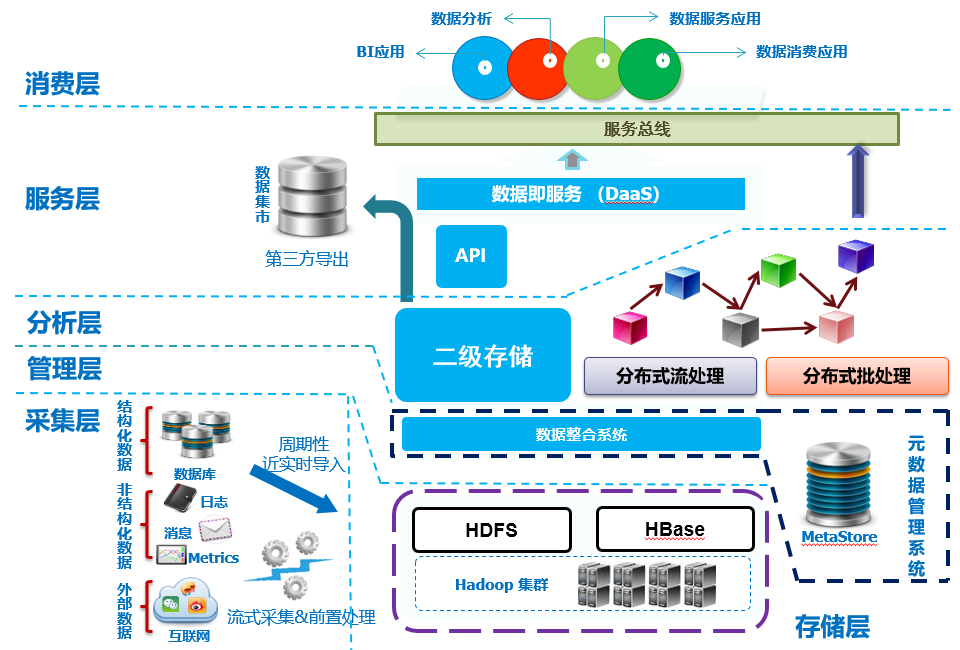 数据分析
数据服务应用
BI应用
数据消费应用
消费层
服务总线
服务层
数据集市
数据即服务 （DaaS)
第三方导出
API
分析层
二级存储
管理层
分布式流处理
分布式批处理
采集层
结构化数据
数据库
周期性
近实时导入
数据整合系统
元数据管理系统
MetaStore
非结构化数据
日志
消息
Metrics
HDFS
HBase
Hadoop 集群
外部数据
互联网
流式采集&前置处理
存储层